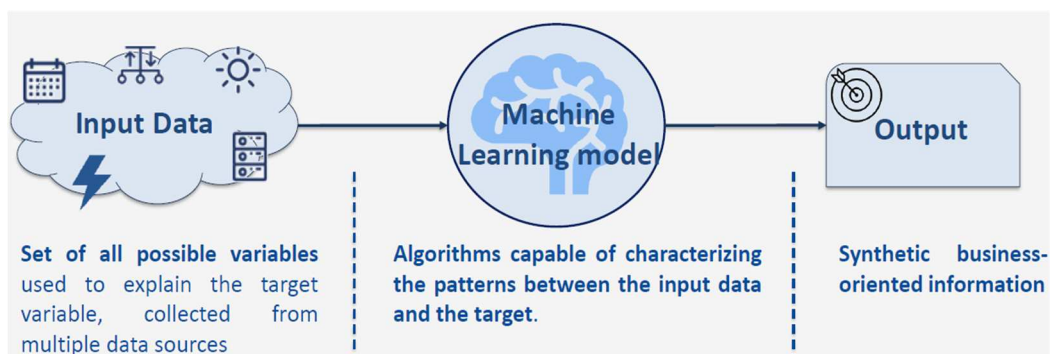 Input Data
Machine
Learning model
Output
Set of all possible variables
used to explain the target
variable, collected from
multiple data sources
Algorithms capable of characterizing
the patterns between the input data
and the target.
Synthetic business-
oriented information